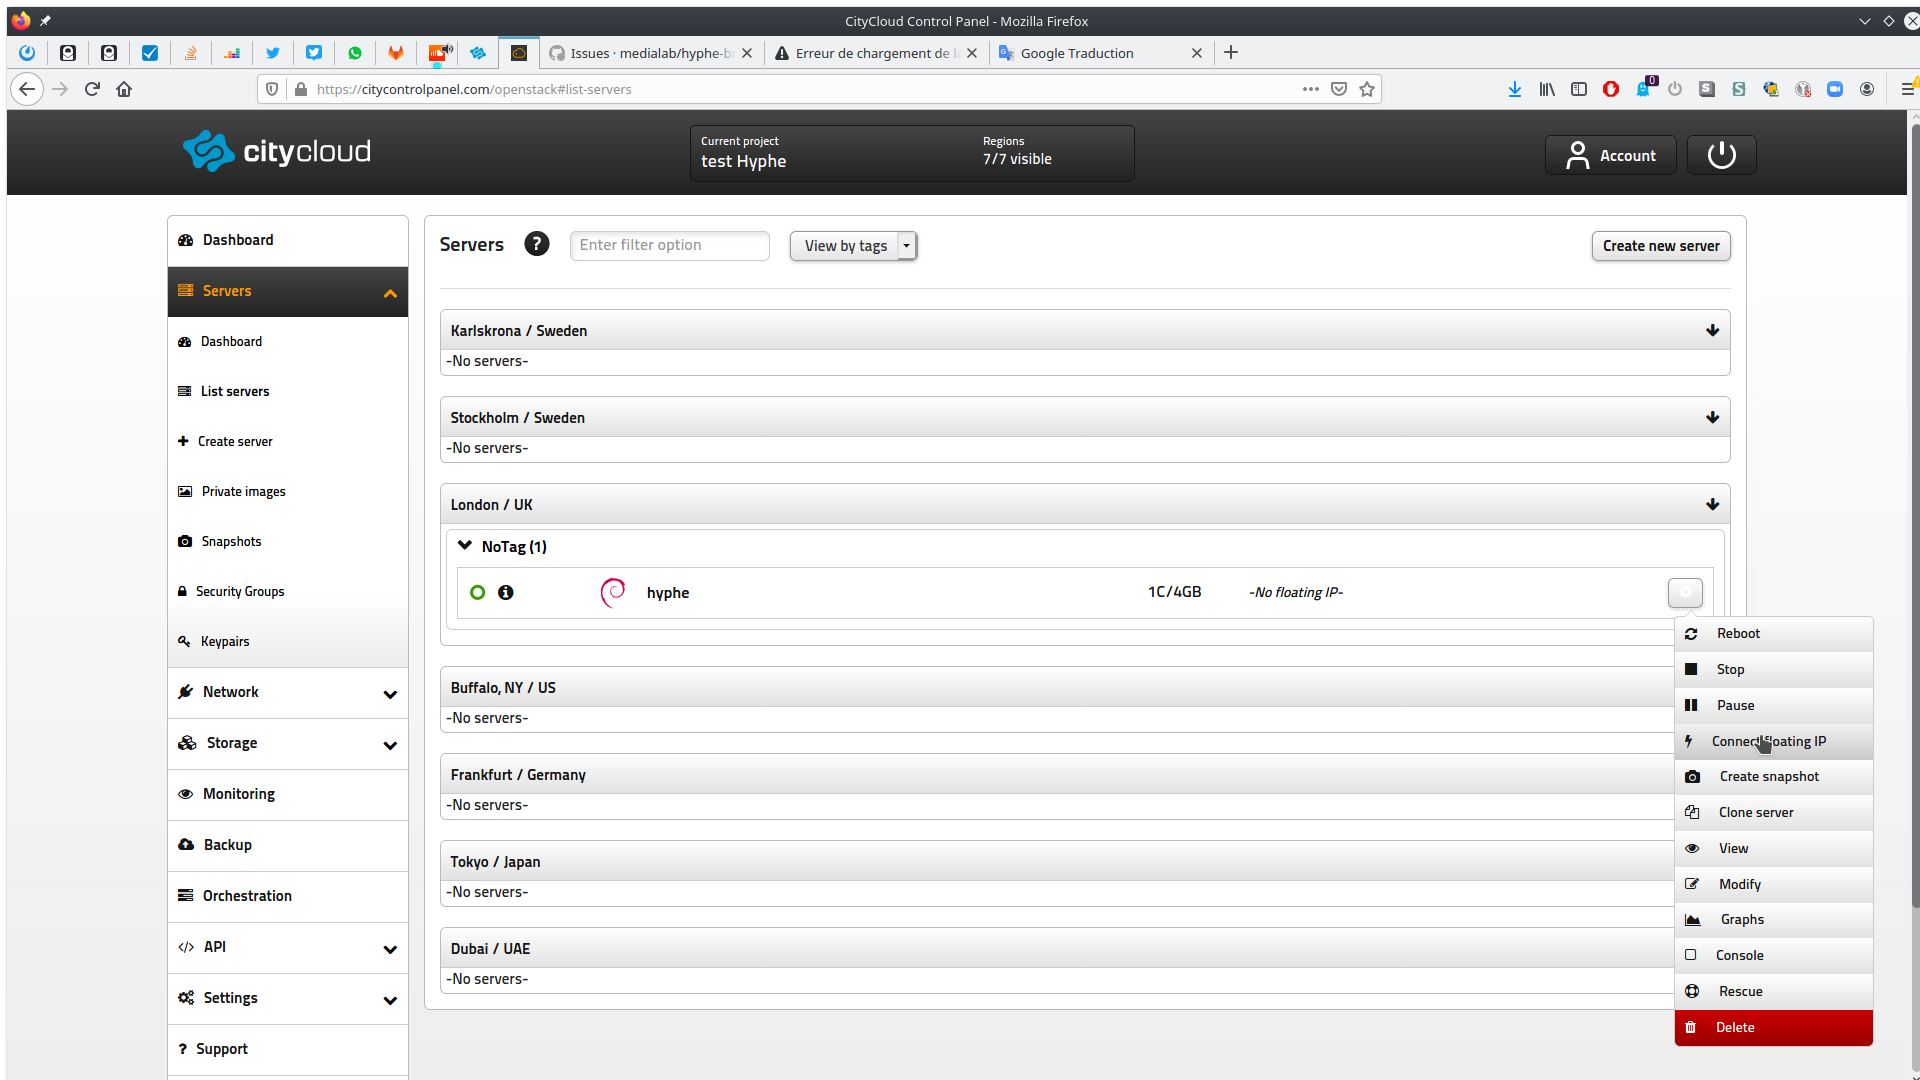 CityCloud Control Panel - Mozilla Firefox
Issues · medialab/hyphe-b
Erreur de chargement de l
Google Traduction
https://citycontrolpanel.com/openstack#list-servers
0
citycloud
Current project
test Hyphe
Regions
7/7 visible
Account
Dashboard
Servers
Dashboard
List servers
Create server
Private images
Snapshots
Security Groups
Keypairs
Network
Storage
Monitoring
Backup
Orchestration
API
Settings
Support
Servers
Enter filter option
View by tags
Create new server
Karlskrona / Sweden
-No servers-
Stockholm / Sweden
-No servers-
London / UK
NoTag (1)
hyphe
1C/4GB
-No floating IP-
Buffalo, NY / US
-No servers-
Frankfurt / Germany
-No servers-
Tokyo / Japan
-No servers-
Dubai / UAE
-No servers-
Reboot
Stop
Pause
Connect floating IP
Create snapshot
Clone server
View
Modify
Graphs
Console
Rescue
Delete